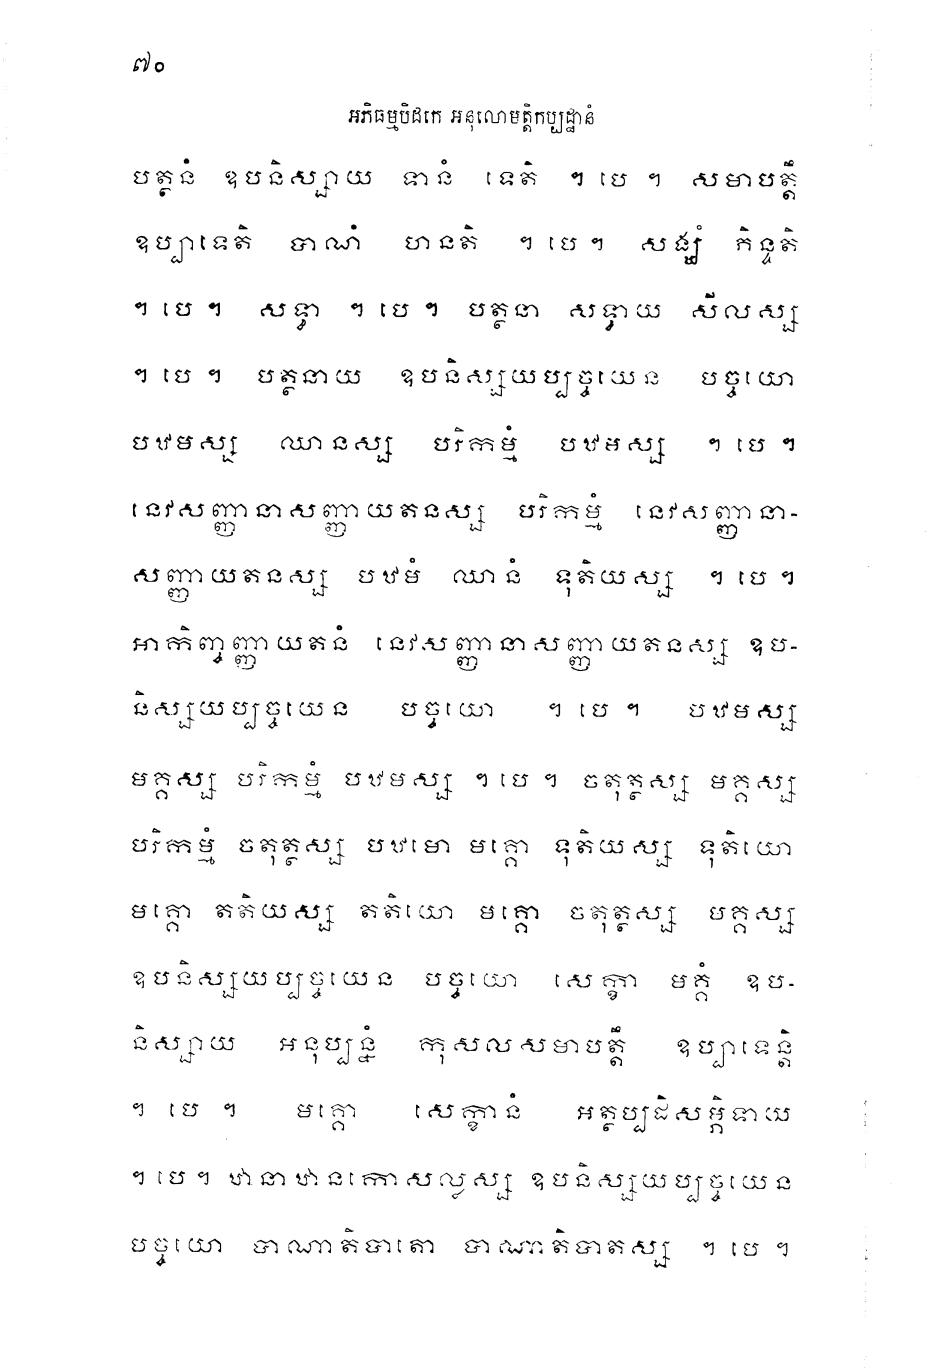 ៧០
អភិធម្មបិដកេ អនុលោមត្តិកប្បដ្ឋានំ
បត្ថនំ ឧបនិស្សាយ ទានំ ទេតិ ។ បេ ។ សមាបត្តឹ
ឧប្បាទេតិ បាណំ ហនតិ ។ បេ ។ សង្ឃំ ភិន្ទតិ
។ បេ ។ សទ្ធា ។ បេ ។ បត្ថនា សទ្ធាយ សីលស្ស
។ បេ ។ បត្ថនាយ ឧបនិស្សយប្បច្ចយេន បច្ចយោ
បឋមស្ស ឈានស្ស បរិកម្មំ បឋមស្ស ។ បេ ។
នេវសញ្ញានាសញ្ញាយតនស្ស បរិកម្មំ នេវសញ្ញានា-
សញ្ញាយតនស្ស បឋមំ ឈានំ ទុតិយស្ស ។ បេ ។
អាកិញ្ចញ្ញាយតនំ នេវសញ្ញានាសញ្ញាយតនស្ស ឧប-
និស្សយប្បច្ចយេន បច្ចយោ ។ បេ ។ បឋមស្ស
មគ្គស្ស បរិកម្មំ បឋមស្ស ។ បេ ។ ចតុត្ថស្ស មគ្គស្ស
បរិកម្មំ ចតុត្ថស្ស បឋមោ មគ្គោ ទុតិយស្ស ទុតិយោ
មគ្គោ តតិយស្ស តតិយោ មគ្គោ ចតុត្ថស្ស មគ្គស្ស
ឧបនិស្សយប្បច្ចយេន បច្ចយោ សេក្ខា មគ្គំ ឧប-
និស្សាយ អនុប្បន្នំ កុសលសមាបត្តឹ ឧប្បាទេន្តិ
។ បេ ។ មគ្គោ សេក្ខានំ អត្ថប្បដិសម្ភិទាយ
។ បេ ។ ឋានាឋានកោសល្លស្ស ឧបនិស្សយប្បច្ចយេន
បច្ចយោ បាណាតិបាតោ បាណាតិបាតស្ស ។ បេ ។